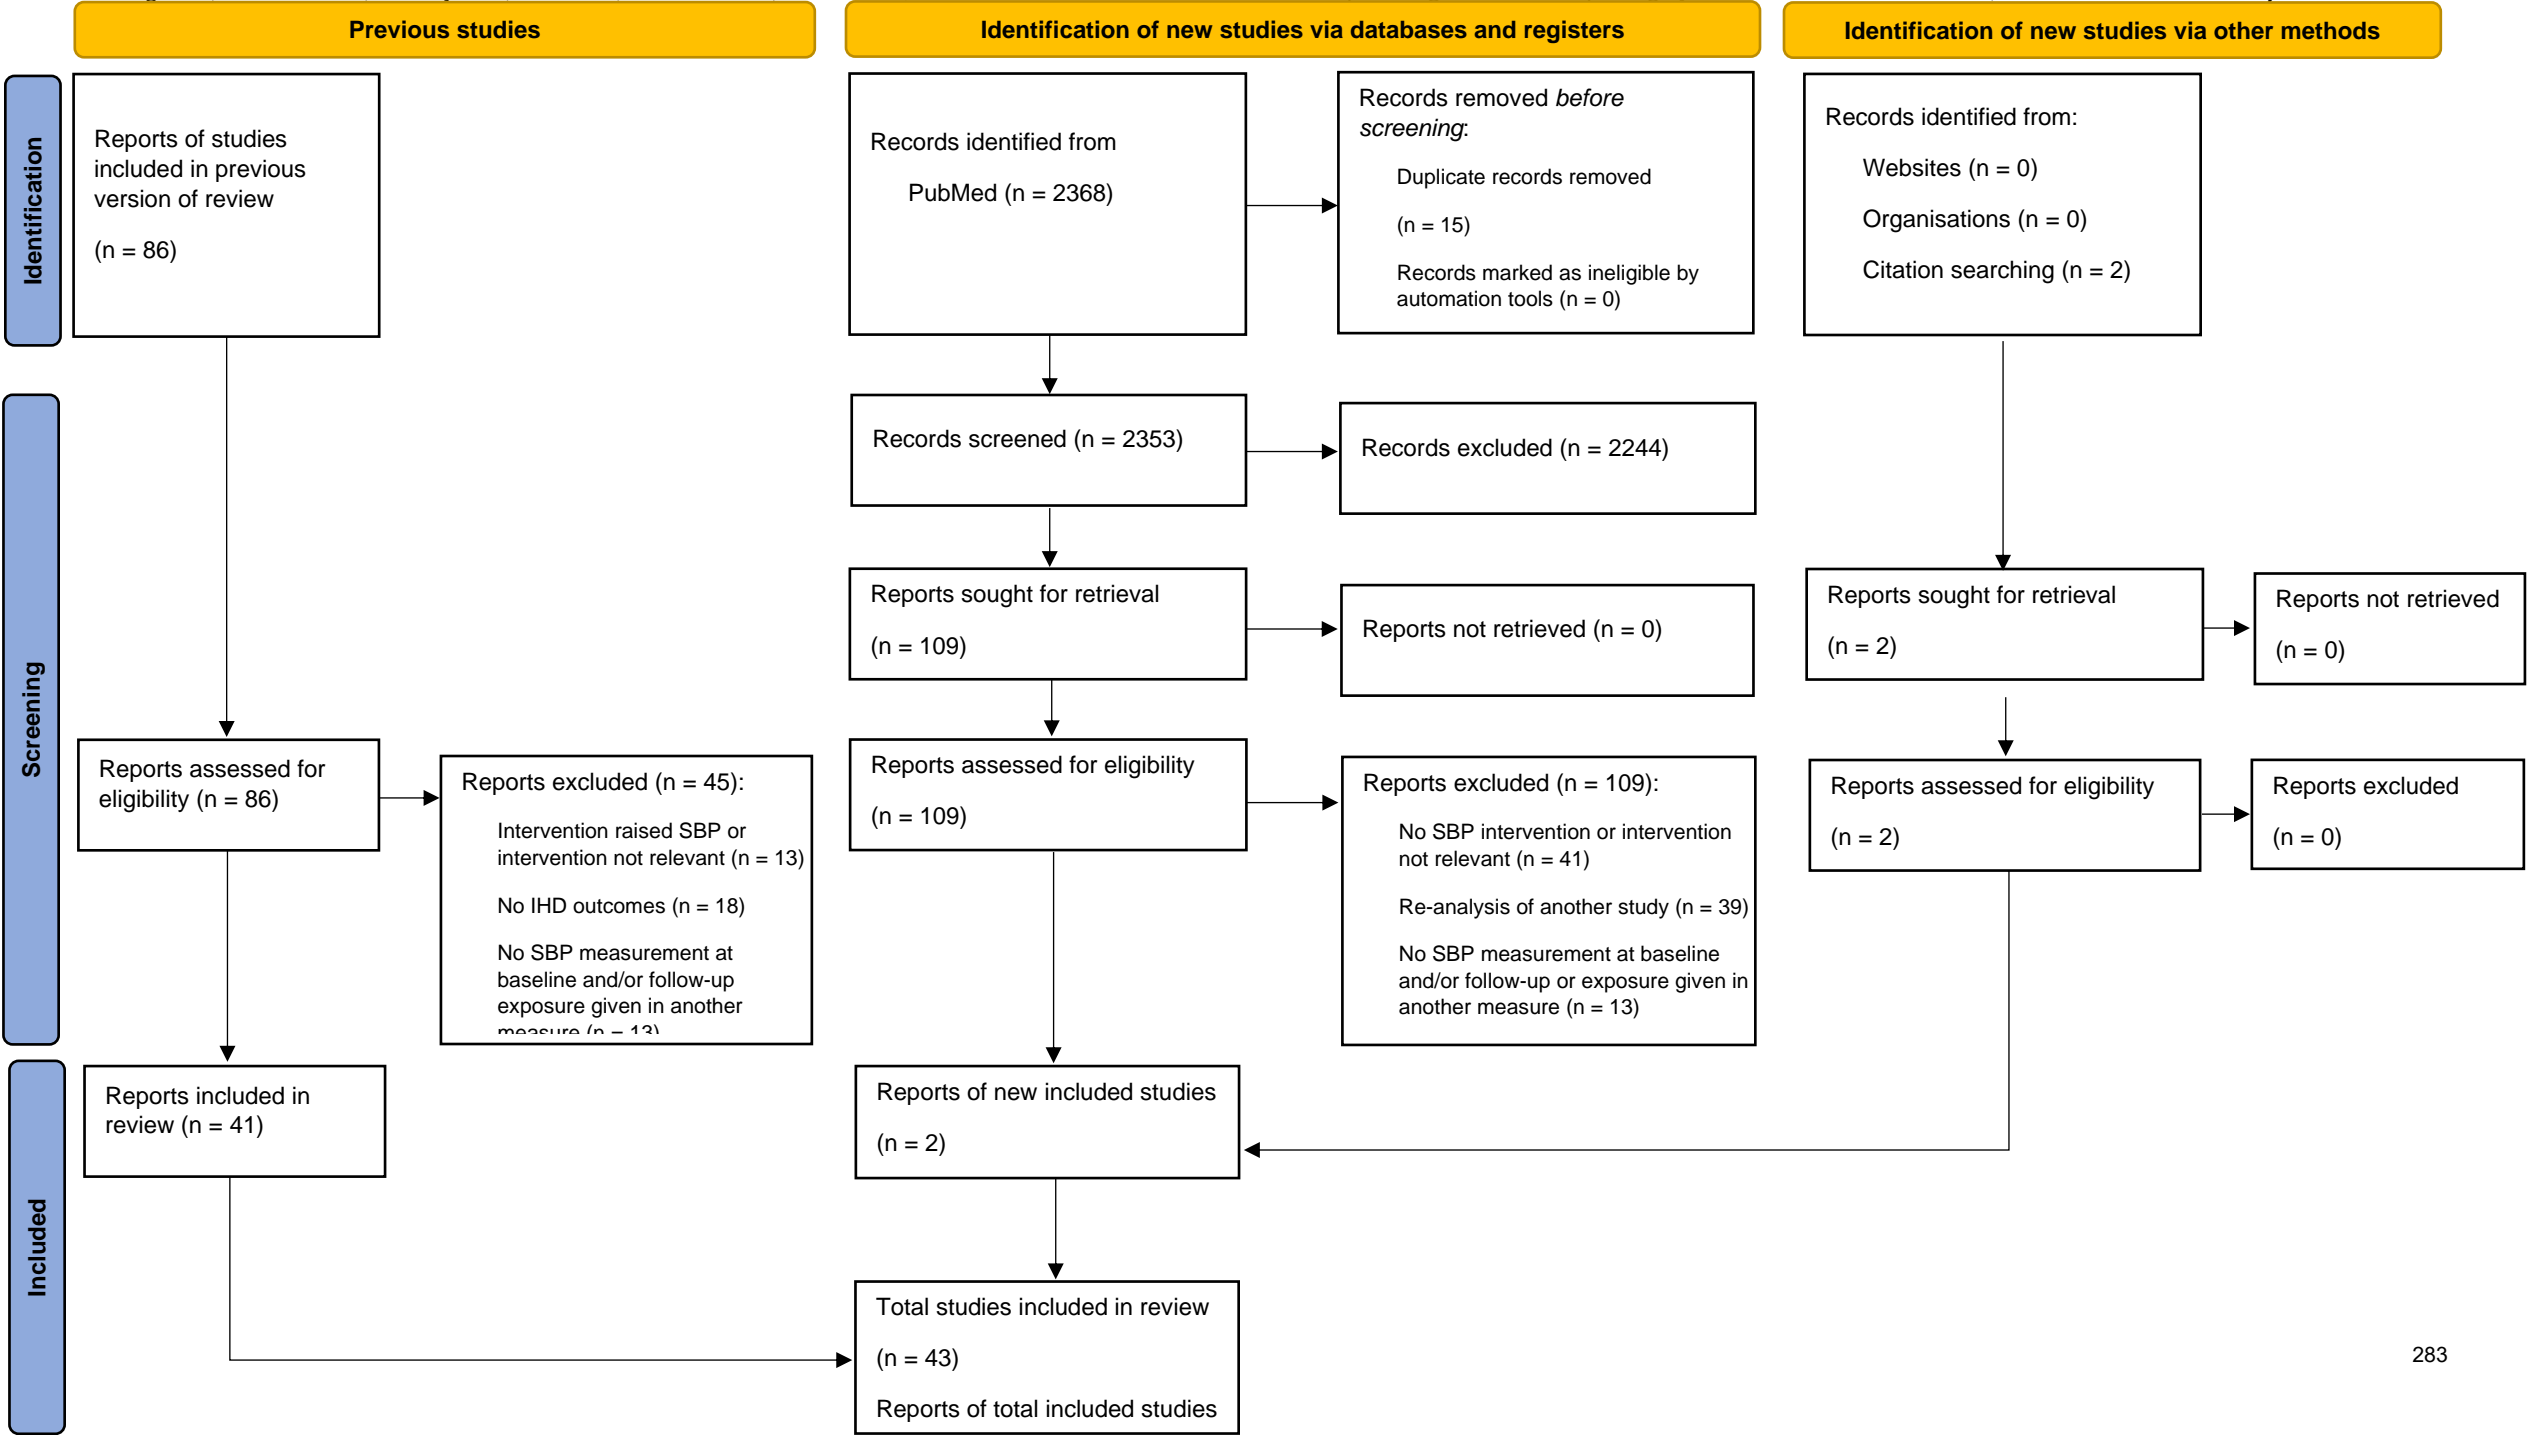 Previous studies
Identification of new studies via databases and registers
Identification of new studies via other methods
Identification
Reports of studies
included in previous
version of review
(n = 86)
Records identified from
PubMed (n = 2368)
Records removed before
screening:
Duplicate records removed
(n = 15)
Records marked as ineligible by
automation tools (n = 0)
Records identified from:
Websites (n = 0)
Organisations (n = 0)
Citation searching (n = 2)
Screening
Records screened (n = 2353)
Records excluded (n = 2244)
Reports sought for retrieval
(n = 109)
Reports not retrieved (n = 0)
Reports sought for retrieval
(n = 2)
Reports not retrieved
(n = 0)
Reports assessed for
eligibility (n = 86)
Reports excluded (n = 45):
Intervention raised SBP or
intervention not relevant (n = 13)
No IHD outcomes (n = 18)
No SBP measurement at
baseline and/or follow-up
exposure given in another
measure (n = 13)
Reports assessed for eligibility
(n = 109)
Reports excluded (n = 109):
No SBP intervention or intervention
not relevant (n = 41)
Re-analysis of another study (n = 39)
No SBP measurement at baseline
and/or follow-up or exposure given in
another measure (n = 13)
Reports assessed for eligibility
(n = 2)
Reports excluded
(n = 0)
Included
Reports included in
review (n = 41)
Reports of new included studies
(n = 2)
Total studies included in review
(n = 43)
Reports of total included studies
283